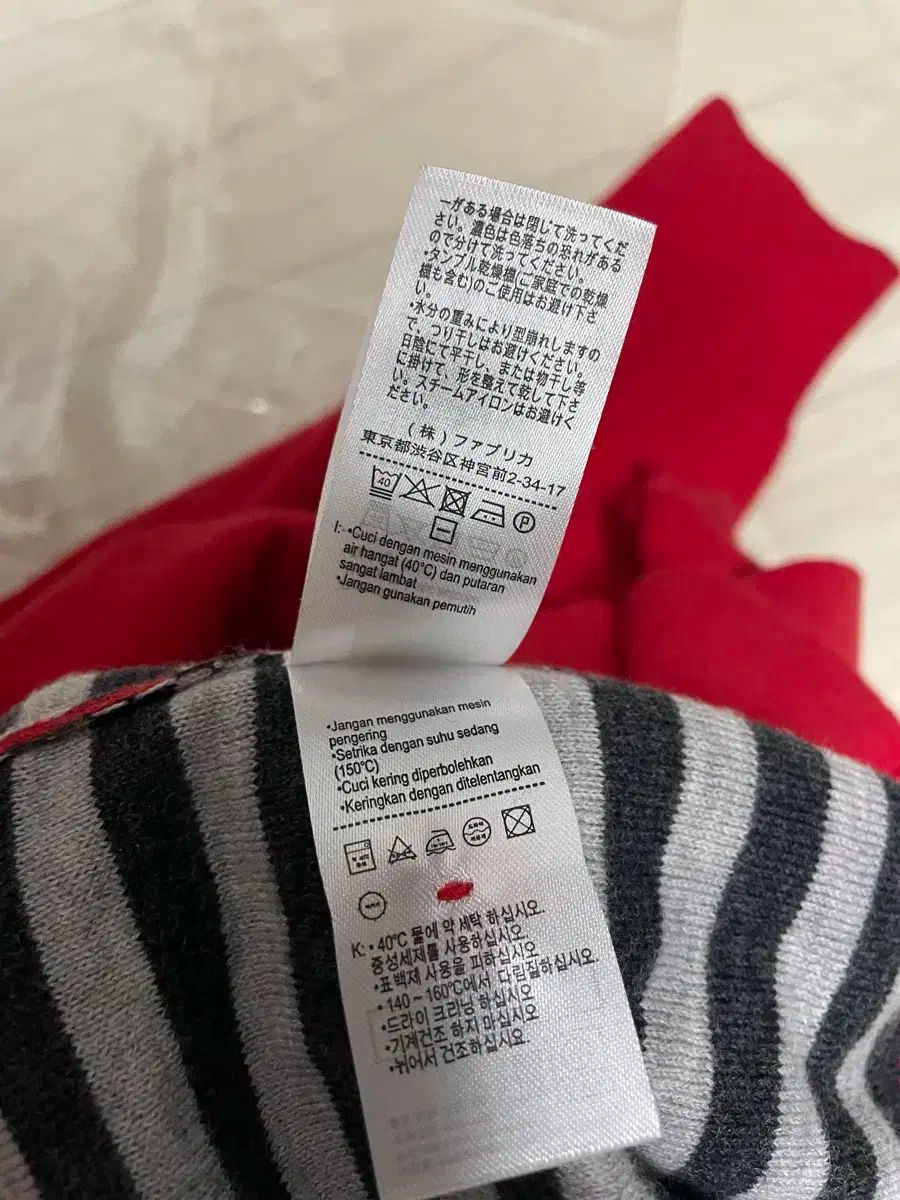 ーがある場合は閉じて洗ってくだ
さい。濃色は色落ちの恐れがある
ので分けて洗ってください。
・タンブル乾燥機(ご家庭での乾燥
機も含む)のご使用はお避け下さ
い。
・水分の重みにより型崩れしますの
で、つり干しはお避けください。
日陰にて平干し、または物干し等
に掛けて、形を整えて乾して下さ
い。スチームアイロンはお避けく
ださい。
(株)ファブリカ
東京都渋谷区神宮前2-34-17
40
P
I: •Cuci dengan mesin menggunakan
air hangat (40°C) dan putaran
sangat lambat
•Jangan gunakan pemutih
•Jangan menggunakan mesin
pengering
•Setrika dengan suhu sedang
(150°C)
•Cuci kering diperbolehkan
•Keringkan dengan ditelentangkan
K: • 40°C 물에 약 세탁 하십시오.
중성세제를 사용하십시오.
•표백제 사용을 피하십시오.
• 140 ~ 160°C에서 다림질하십시오.
•드라이 크리닝 하십시오.
•기계건조 하지 마십시오
•뉘어서 건조하십시오.